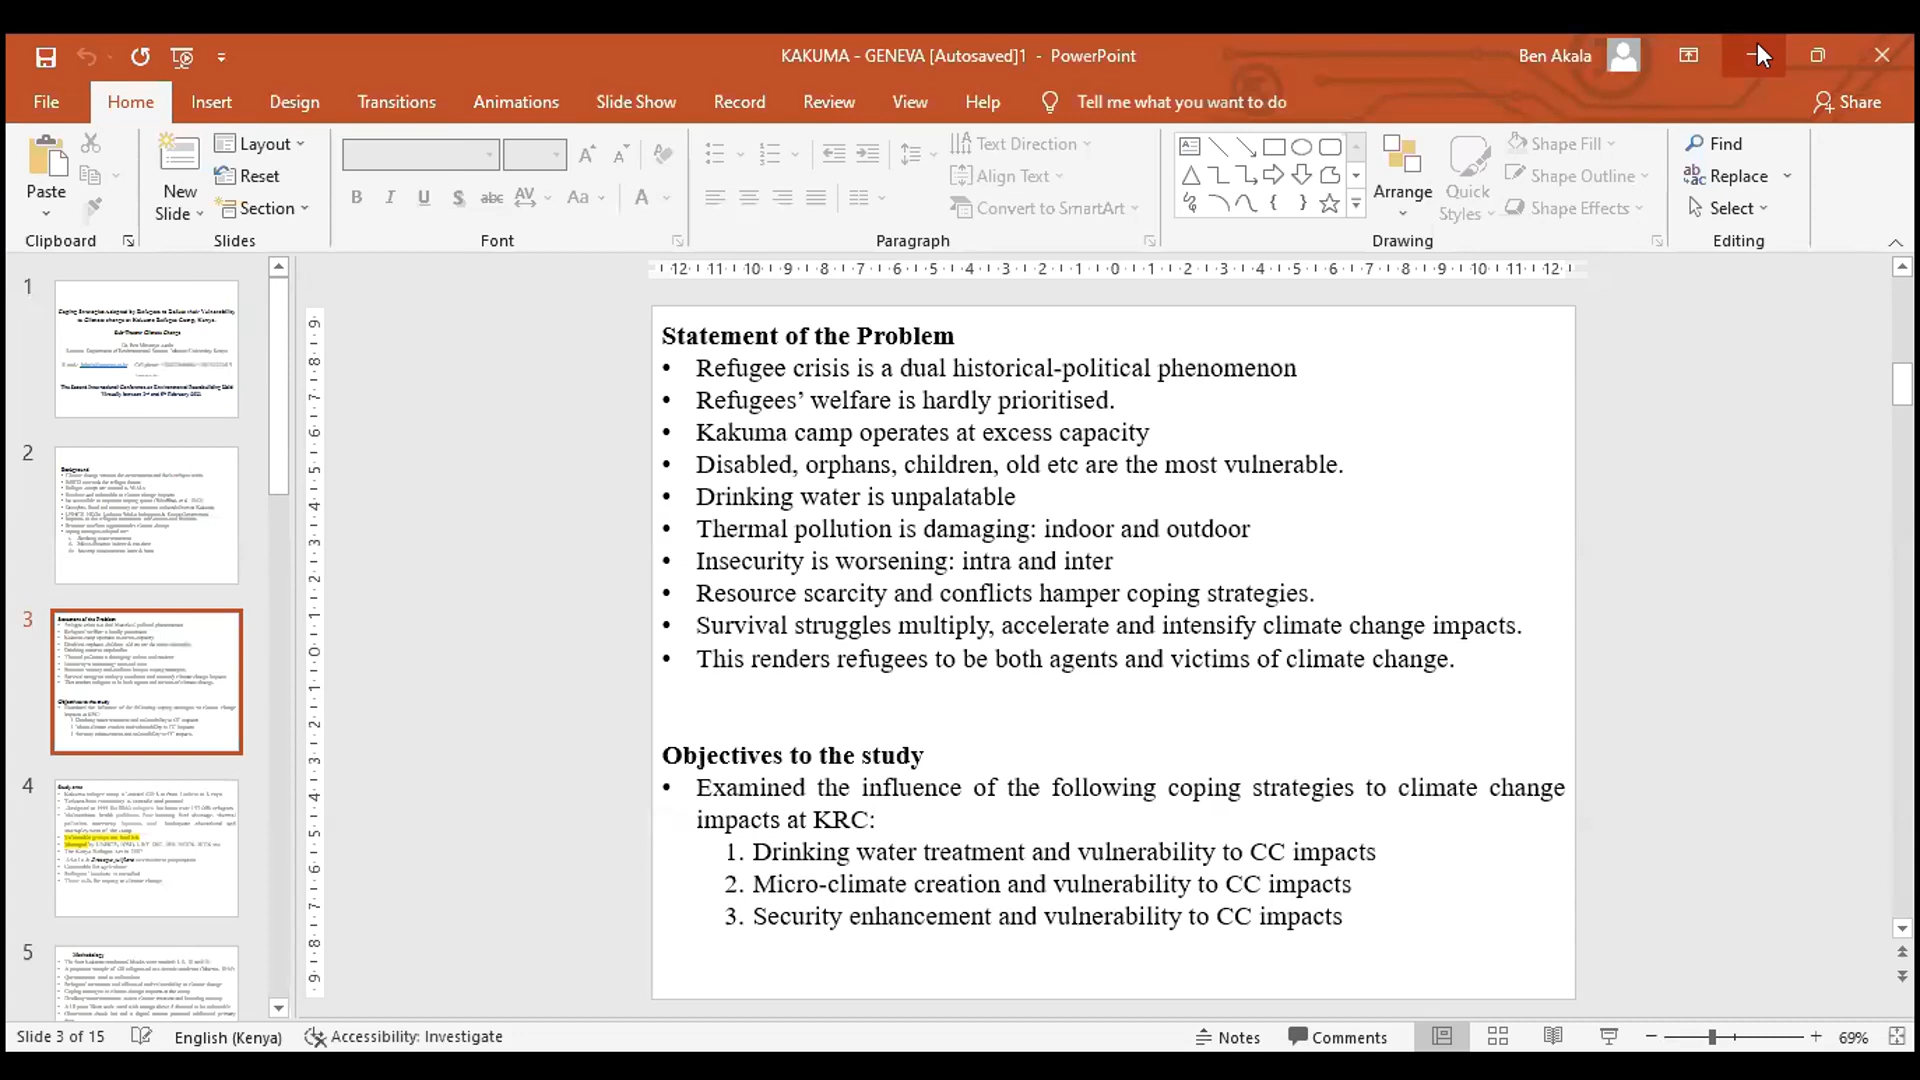 KAKUMA - GENEVA [Autosaved]1 - PowerPoint
Ben Akala
File Home Insert Design Transitions Animations Slide Show Record Review View Help Tell me what you want to do Share
Paste
Clipboard
New Slide
Layout
Reset
Section
Slides
B I U S abc AV Aa A
Font
Text Direction
Align Text
Convert to SmartArt
Paragraph
Arrange
Quick Styles
Shape Fill
Shape Outline
Shape Effects
Drawing
Find
Replace
Select
Editing
1
2
3
4
5
Statement of the Problem
• Refugee crisis is a dual historical-political phenomenon
• Refugees’ welfare is hardly prioritised.
• Kakuma camp operates at excess capacity
• Disabled, orphans, children, old etc are the most vulnerable.
• Drinking water is unpalatable
• Thermal pollution is damaging: indoor and outdoor
• Insecurity is worsening: intra and inter
• Resource scarcity and conflicts hamper coping strategies.
• Survival struggles multiply, accelerate and intensify climate change impacts.
• This renders refugees to be both agents and victims of climate change.
Objectives to the study
• Examined the influence of the following coping strategies to climate change
impacts at KRC:
1. Drinking water treatment and vulnerability to CC impacts
2. Micro-climate creation and vulnerability to CC impacts
3. Security enhancement and vulnerability to CC impacts
Slide 3 of 15 English (Kenya) Accessibility: Investigate Notes Comments 69%